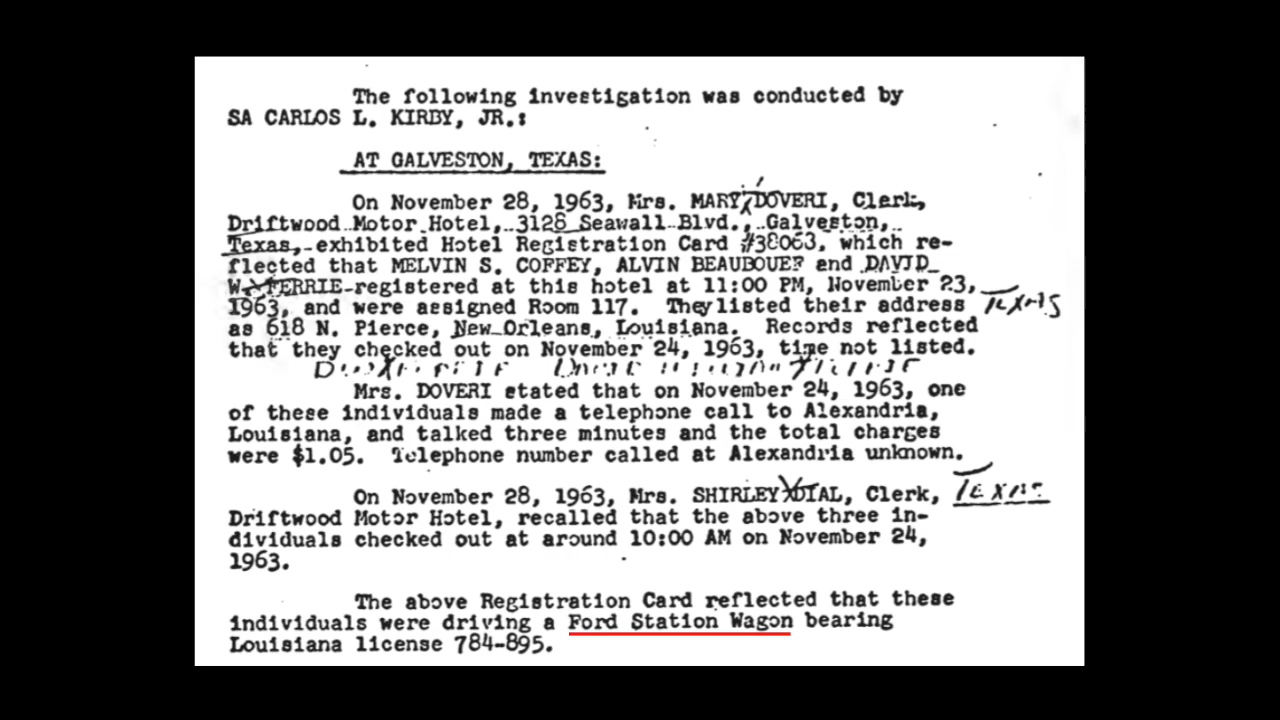 The following investigation was conducted by
SA CARLOS L. KIRBY, JR.:
AT GALVESTON, TEXAS:
On November 28, 1963, Mrs. MARY DOVERI, Clerk,
Driftwood Motor Hotel, 3128 Seawall Blvd., Galveston,
Texas, exhibited Hotel Registration Card #38063, which re-
flected that MELVIN S. COFFEY, ALVIN BEAUBOUEF and DAVID
W. FERRIE registered at this hotel at 11:00 PM, November 23,
1963, and were assigned Room 117. They listed their address TEXAS
as 618 N. Pierce, New Orleans, Louisiana. Records reflected
that they checked out on November 24, 1963, time not listed.
Mrs. DOVERI stated that on November 24, 1963, one
of these individuals made a telephone call to Alexandria,
Louisiana, and talked three minutes and the total charges
were $1.05. Telephone number called at Alexandria unknown.
On November 28, 1963, Mrs. SHIRLEY DIAL, Clerk, TEXAS
Driftwood Motor Hotel, recalled that the above three in-
dividuals checked out at around 10:00 AM on November 24,
1963.
The above Registration Card reflected that these
individuals were driving a Ford Station Wagon bearing
Louisiana license 784-895.